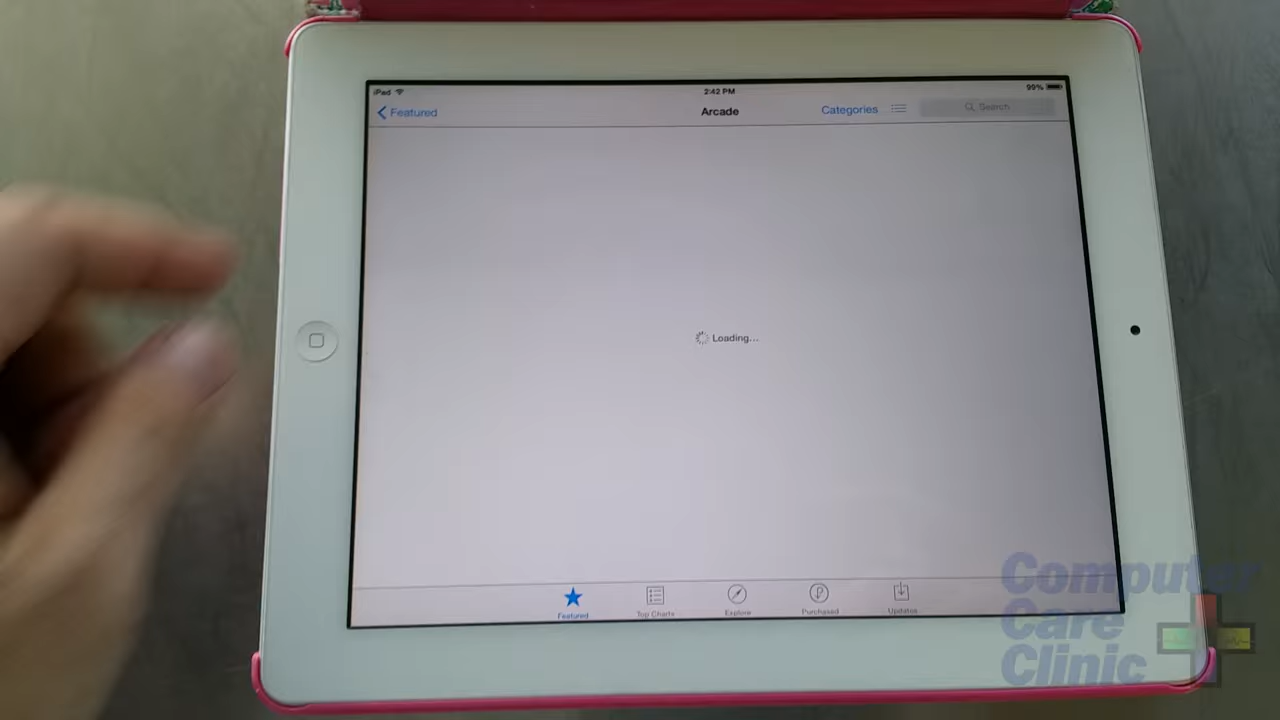 iPad
2:42 PM
99%
Featured
Arcade
Categories
Search
Loading...
Featured
Top Charts
Explore
Purchased
Updates
Computer
Care
Clinic